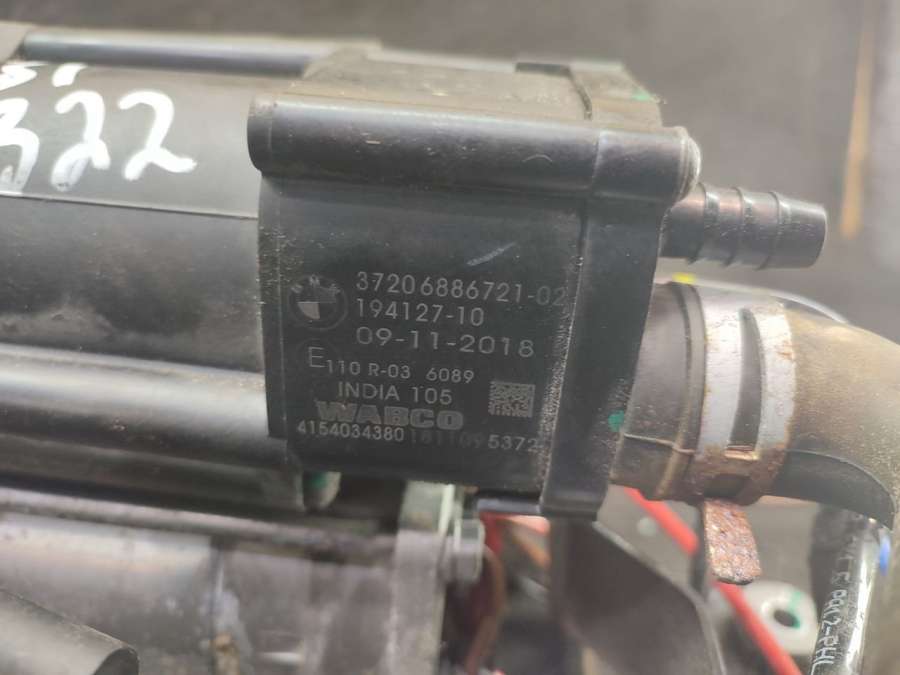 322
37206886721-02
194127-10
09-11-2018
E110 R-03 6089
INDIA 105
WABCO
4154034380 1811095372